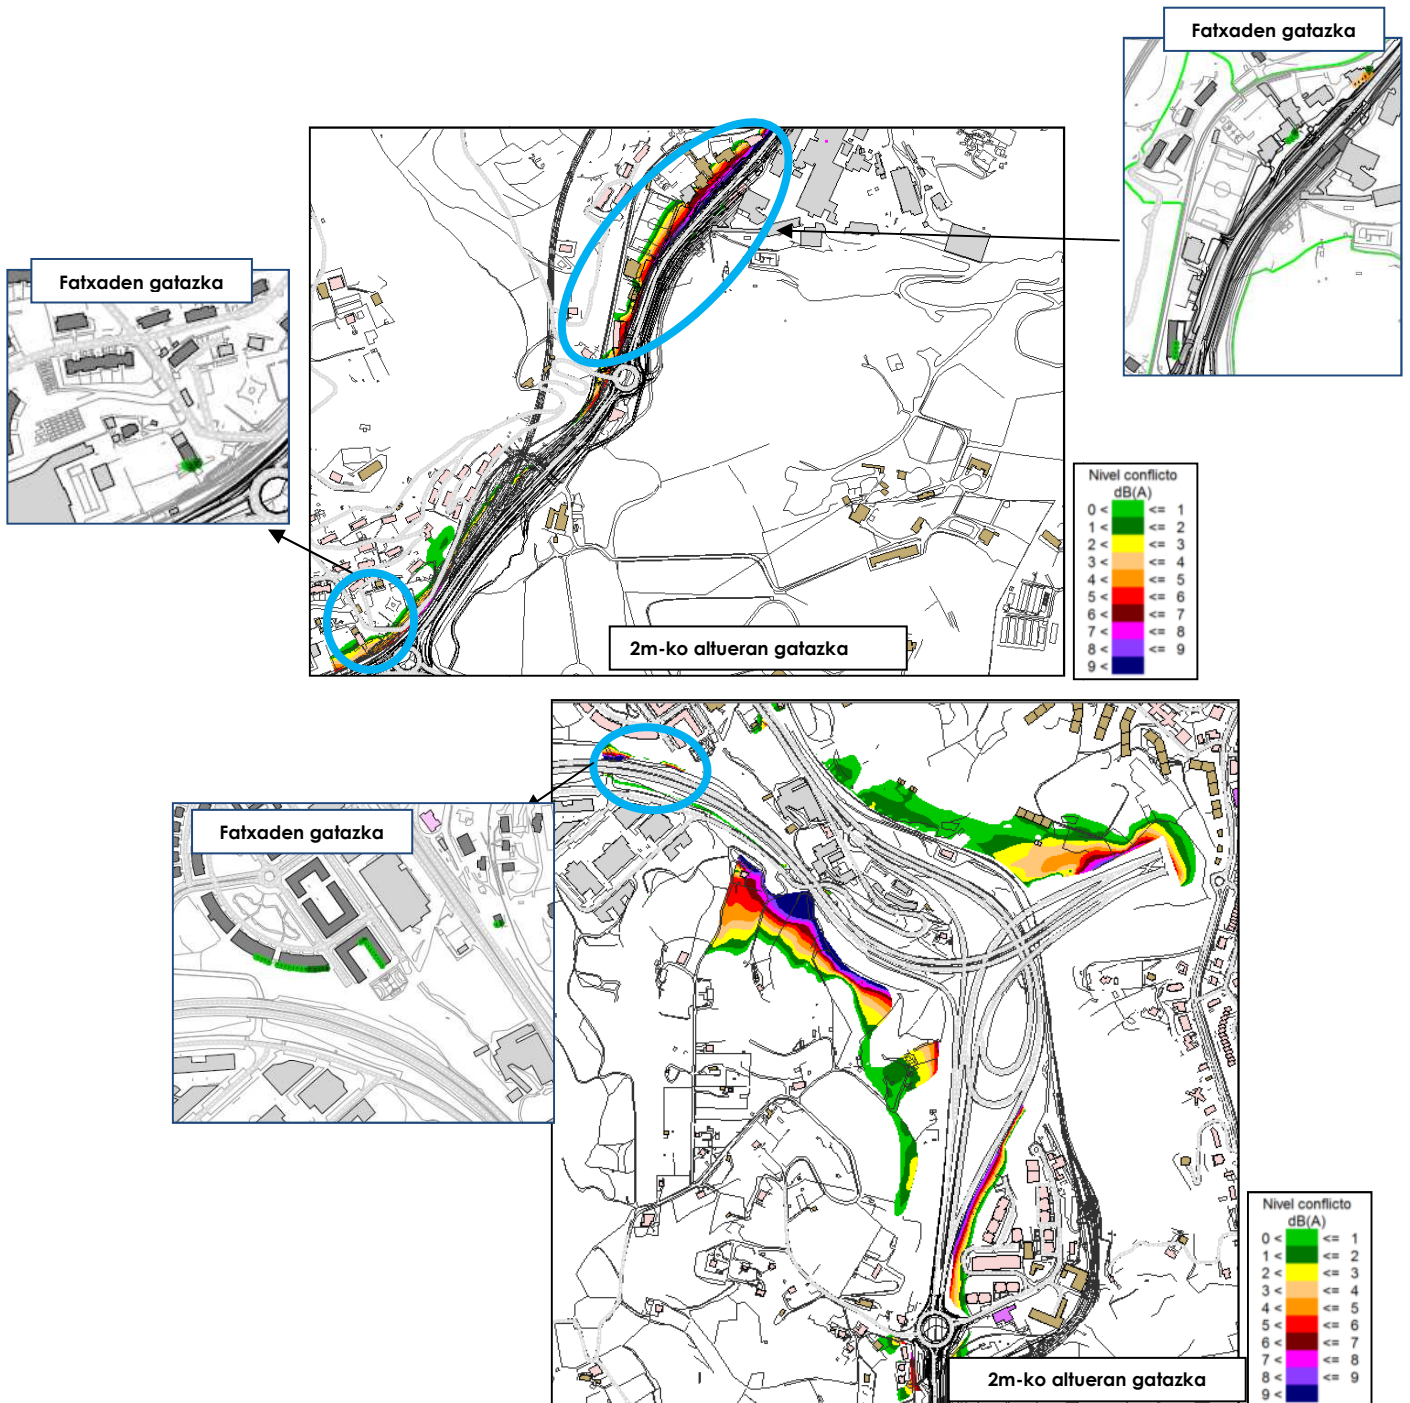 Fatxaden gatazka
Fatxaden gatazka
2m-ko altueran gatazka
Nivel conflicto
dB(A)
0 < <= 1
1 < <= 2
2 < <= 3
3 < <= 4
4 < <= 5
5 < <= 6
6 < <= 7
7 < <= 8
8 < <= 9
9 <
Fatxaden gatazka
2m-ko altueran gatazka
Nivel conflicto
dB(A)
0 < <= 1
1 < <= 2
2 < <= 3
3 < <= 4
4 < <= 5
5 < <= 6
6 < <= 7
7 < <= 8
8 < <= 9
9 <